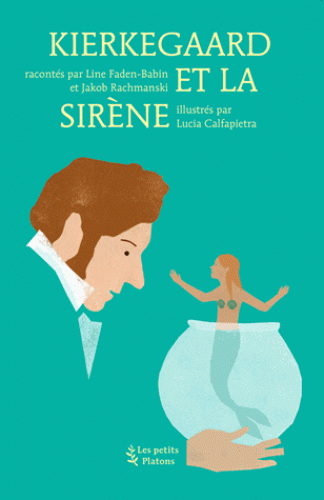 KIERKEGAARD
racontés par Line Faden-Babin
et Jakob Rachmanski
ET LA
SIRÈNE
illustrés par
Lucia Calfapietra
Les petits
Platons